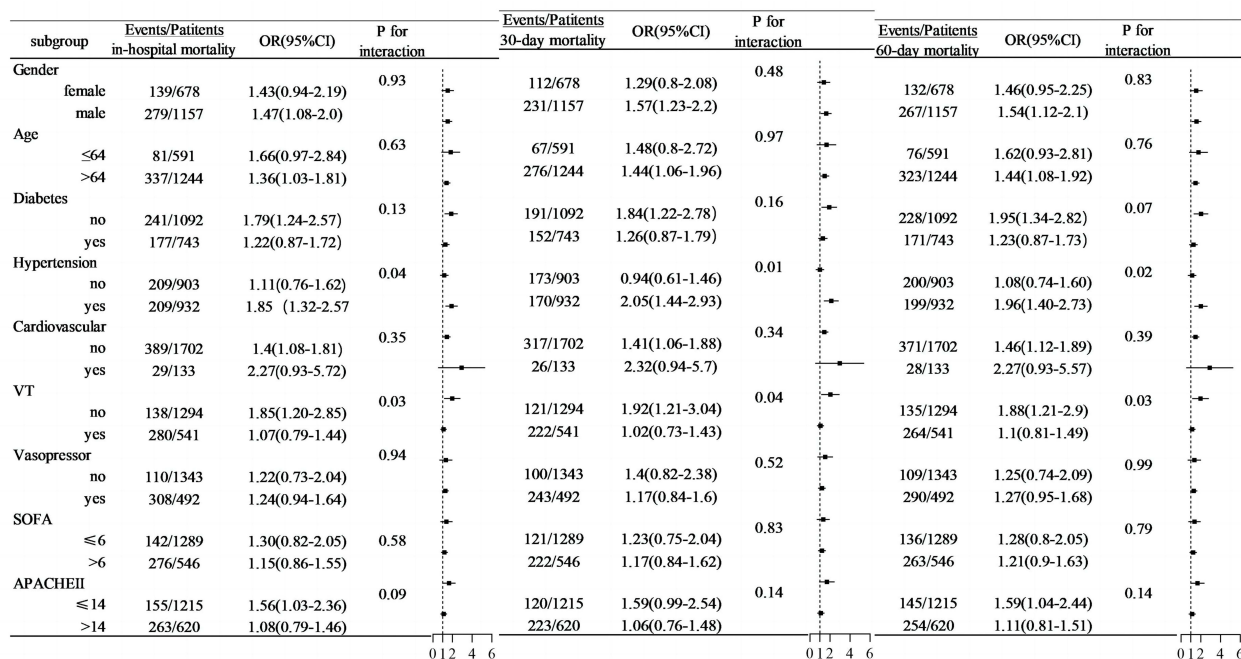 subgroup Events/Patitents in-hospital mortality OR(95%CI) P for interaction Events/Patitents 30-day mortality OR(95%CI) P for interaction Events/Patients 60-day mortality OR(95%CI) P for interaction
Gender 0.93 0.48 0.83
female 139/678 1.43(0.94-2.19) 112/678 1.29(0.8-2.08) 132/678 1.46(0.95-2.25)
male 279/1157 1.47(1.08-2.0) 231/1157 1.57(1.23-2.2) 267/1157 1.54(1.12-2.1)
Age 0.63 0.97 0.76
≤64 81/591 1.66(0.97-2.84) 67/591 1.48(0.8-2.72) 76/591 1.62(0.93-2.81)
>64 337/1244 1.36(1.03-1.81) 276/1244 1.44(1.06-1.96) 323/1244 1.44(1.08-1.92)
Diabetes 0.13 0.16 0.07
no 241/1092 1.79(1.24-2.57) 191/1092 1.84(1.22-2.78) 228/1092 1.95(1.34-2.82)
yes 177/743 1.22(0.87-1.72) 152/743 1.26(0.87-1.79) 171/743 1.23(0.87-1.73)
Hypertension 0.04 0.01 0.02
no 209/903 1.11(0.76-1.62) 173/903 0.94(0.61-1.46) 200/903 1.08(0.74-1.60)
yes 209/932 1.85 (1.32-2.57 170/932 2.05(1.44-2.93) 199/932 1.96(1.40-2.73)
Cardiovascular 0.35 0.34 0.39
no 389/1702 1.4(1.08-1.81) 317/1702 1.41(1.06-1.88) 371/1702 1.46(1.12-1.89)
yes 29/133 2.27(0.93-5.72) 26/133 2.32(0.94-5.7) 28/133 2.27(0.93-5.57)
VT 0.03 0.04 0.03
no 138/1294 1.85(1.20-2.85) 121/1294 1.92(1.21-3.04) 135/1294 1.88(1.21-2.9)
yes 280/541 1.07(0.79-1.44) 222/541 1.02(0.73-1.43) 264/541 1.1(0.81-1.49)
Vasopressor 0.94 0.52 0.99
no 110/1343 1.22(0.73-2.04) 100/1343 1.4(0.82-2.38) 109/1343 1.25(0.74-2.09)
yes 308/492 1.24(0.94-1.64) 243/492 1.17(0.84-1.6) 290/492 1.27(0.95-1.68)
SOFA 0.58 0.83 0.79
≤6 142/1289 1.30(0.82-2.05) 121/1289 1.23(0.75-2.04) 136/1289 1.28(0.8-2.05)
>6 276/546 1.15(0.86-1.55) 222/546 1.17(0.84-1.62) 263/546 1.21(0.9-1.63)
APACHEII 0.09 0.14 0.14
≤14 155/1215 1.56(1.03-2.36) 120/1215 1.59(0.99-2.54) 145/1215 1.59(1.04-2.44)
>14 263/620 1.08(0.79-1.46) 223/620 1.06(0.76-1.48) 254/620 1.11(0.81-1.51)
0 1 2 4 6 0 1 2 4 6 0 1 2 4 6